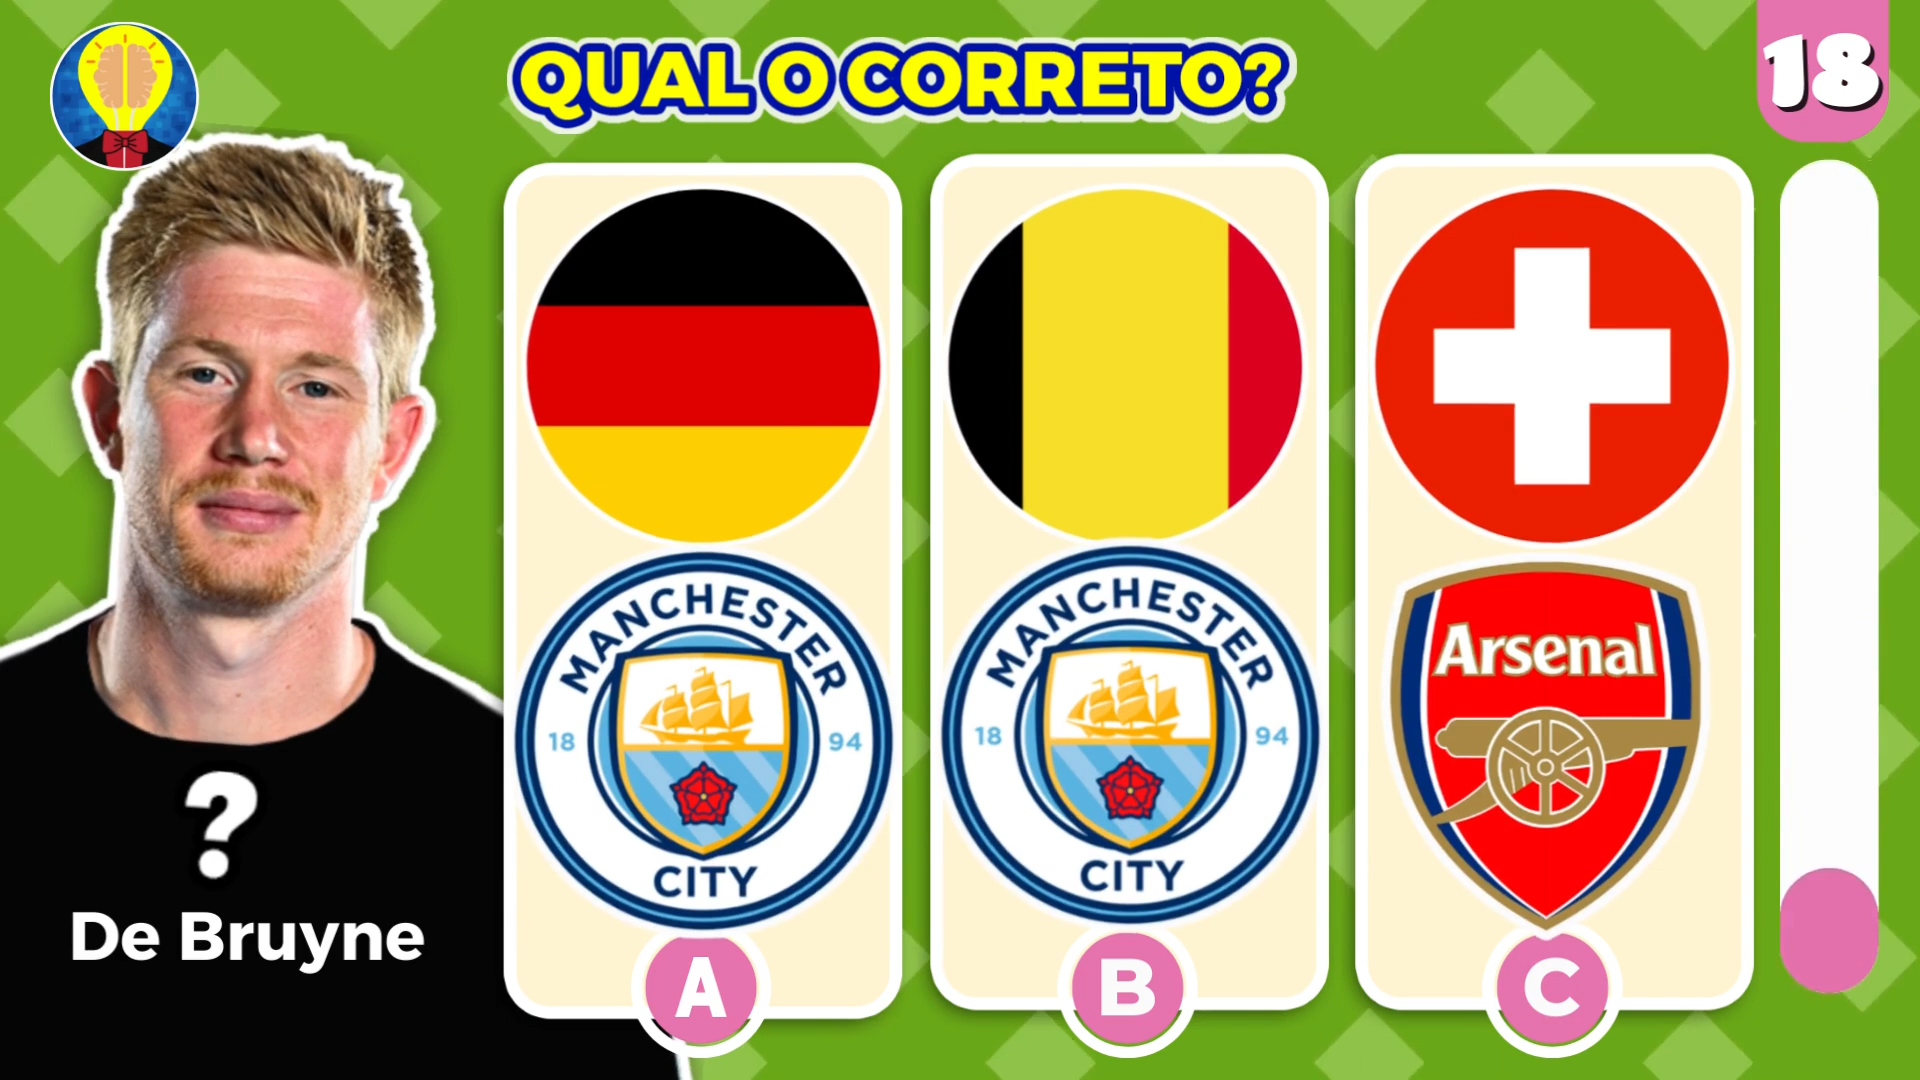 QUAL O CORRETO?
18
MANCHESTER
18 94
CITY
MANCHESTER
18 94
CITY
Arsenal
?
De Bruyne
A
B
C